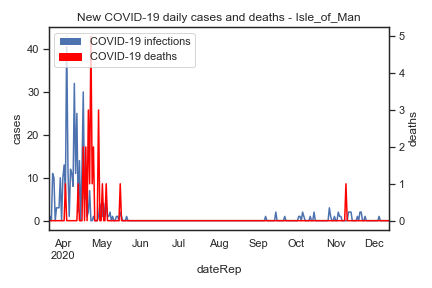 New COVID-19 daily cases and deaths - Isle_of_Man
COVID-19 infections
COVID-19 deaths
cases
40
30
20
10
0
deaths
5
4
3
2
1
0
Apr May Jun Jul Aug Sep Oct Nov Dec
2020
dateRep